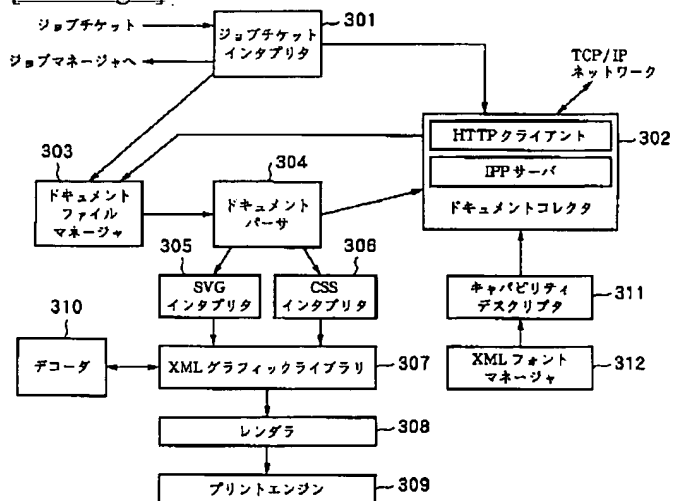 ジョブチケット
ジョブマネージャへ
ジョブチケット
インタプリタ
301
TCP/IP
ネットワーク
HTTPクライアント
IPPサーバ
ドキュメントコレクタ
302
303
ドキュメント
ファイル
マネージャ
304
ドキュメント
パーサ
305
SVG
インタプリタ
306
CSS
インタプリタ
キャパビリティ
デスクリプタ
311
310
デコーダ
XMLグラフィックライブラリ
307
XMLフォント
マネージャ
312
レンダラ
308
プリントエンジン
309